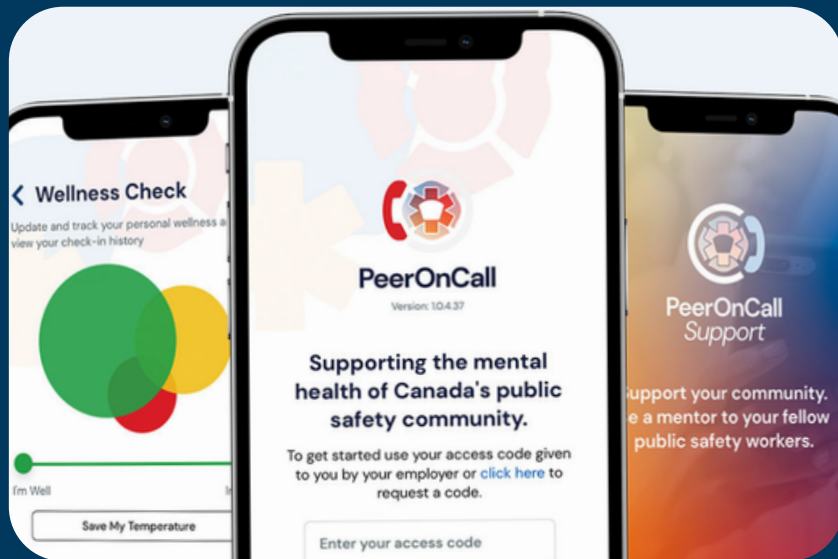 Wellness Check
Update and track your personal wellness
view your check-in history
I'm Well
Save My Temperature
PeerOnCall
Version: 1.0.4.37
Supporting the mental
health of Canada's public
safety community.
To get started use your access code given
to you by your employer or click here to
request a code.
Enter your access code
PeerOnCall
Support
Support your community.
a mentor to your fellow
public safety workers.